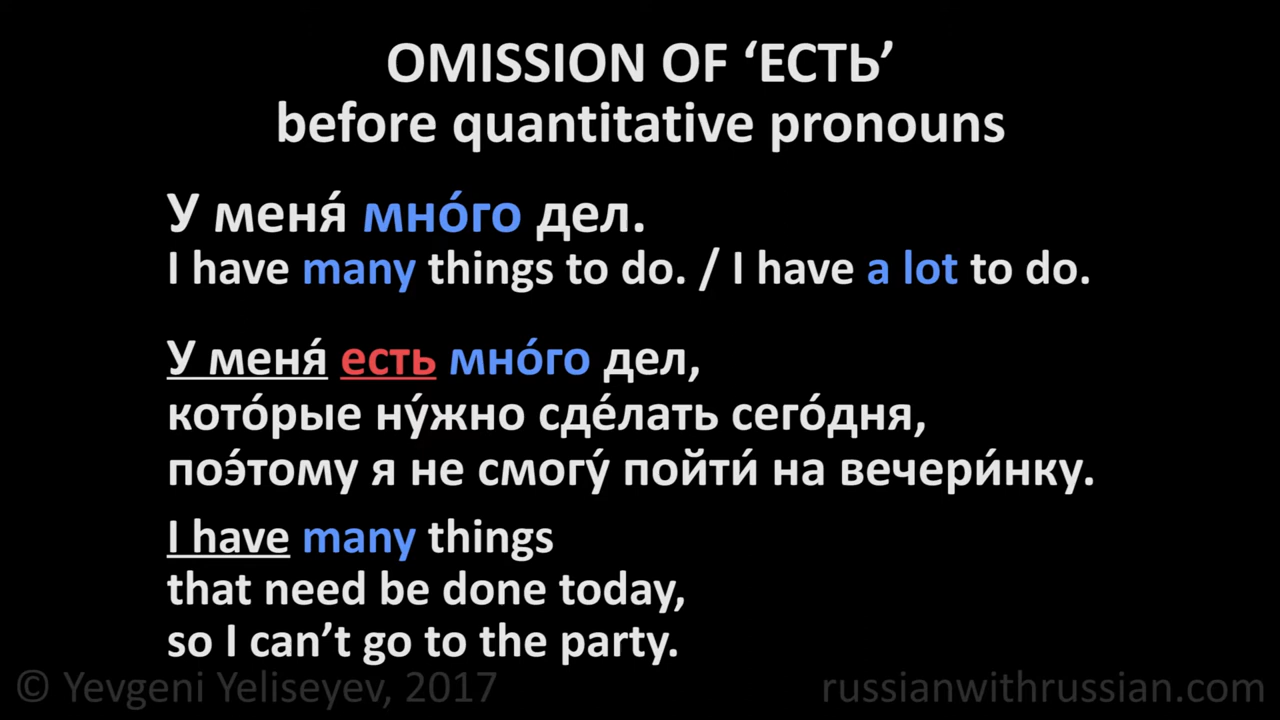 OMISSION OF ‘ЕСТЬ’
before quantitative pronouns
У меня́ мно́го дел.
I have many things to do. / I have a lot to do.
У меня́ есть мно́го дел,
кото́рые ну́жно сде́лать сего́дня,
поэ́тому я не смогу́ пойти́ на вечери́нку.
I have many things
that need be done today,
so I can’t go to the party.
© Yevgeni Yeliseyev, 2017
russianwithrussian.com